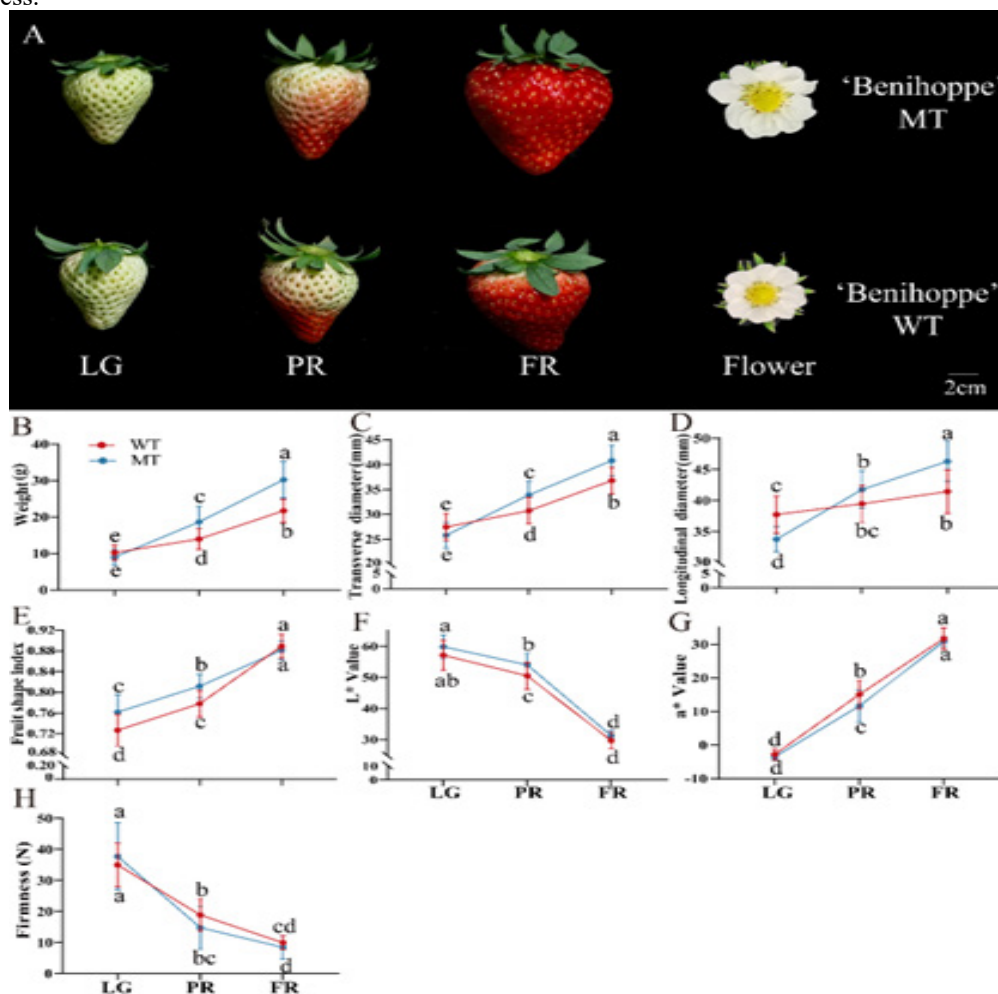 ess.
A
'Benihoppe'
MT
'Benihoppe'
WT
LG PR FR Flower
2cm
B
WT
MT
Weight(g)
40
30
20
10
0
e
e
c
d
a
b
C
Transverse diameter(mm)
45
40
35
30
25
20
5
0
e
e
c
d
a
b
D
Longitudinal diameter(mm)
50
45
40
35
30
5
0
c
d
b
bc
a
b
E
Fruit shape index
0.92
0.88
0.84
0.80
0.76
0.72
0.68
0.20
0
c
d
b
c
a
a
F
L* Value
60
50
40
30
10
0
a
ab
b
c
d
d
LG PR FR
G
a* Value
30
20
10
0
-10
d
d
b
c
a
a
LG PR FR
H
Firmness (N)
50
40
30
20
10
0
a
a
b
bc
cd
d
LG PR FR